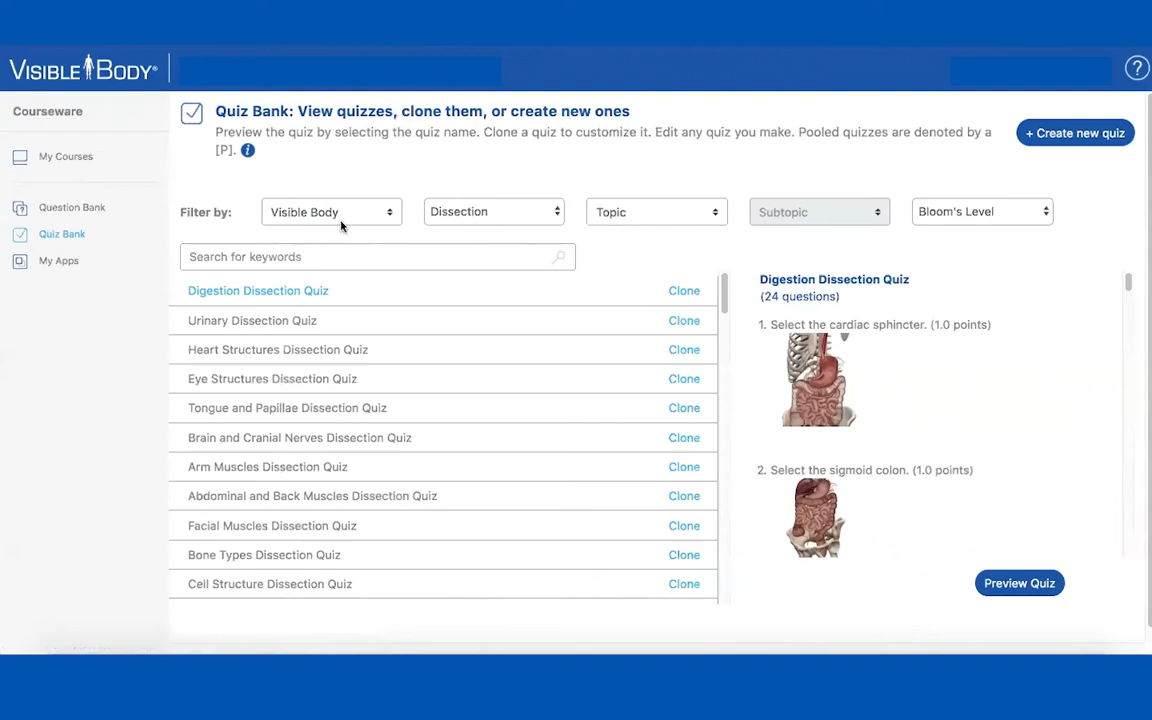 VISIBLE BODY®
?
Courseware
My Courses
Question Bank
Quiz Bank
My Apps
Quiz Bank: View quizzes, clone them, or create new ones
Preview the quiz by selecting the quiz name. Clone a quiz to customize it. Edit any quiz you make. Pooled quizzes are denoted by a
[P]. i
+ Create new quiz
Filter by: Visible Body Dissection Topic Subtopic Bloom's Level
Search for keywords
Digestion Dissection Quiz Clone
Urinary Dissection Quiz Clone
Heart Structures Dissection Quiz Clone
Eye Structures Dissection Quiz Clone
Tongue and Papillae Dissection Quiz Clone
Brain and Cranial Nerves Dissection Quiz Clone
Arm Muscles Dissection Quiz Clone
Abdominal and Back Muscles Dissection Quiz Clone
Facial Muscles Dissection Quiz Clone
Bone Types Dissection Quiz Clone
Cell Structure Dissection Quiz Clone
Digestion Dissection Quiz
(24 questions)
1. Select the cardiac sphincter. (1.0 points)
2. Select the sigmoid colon. (1.0 points)
Preview Quiz